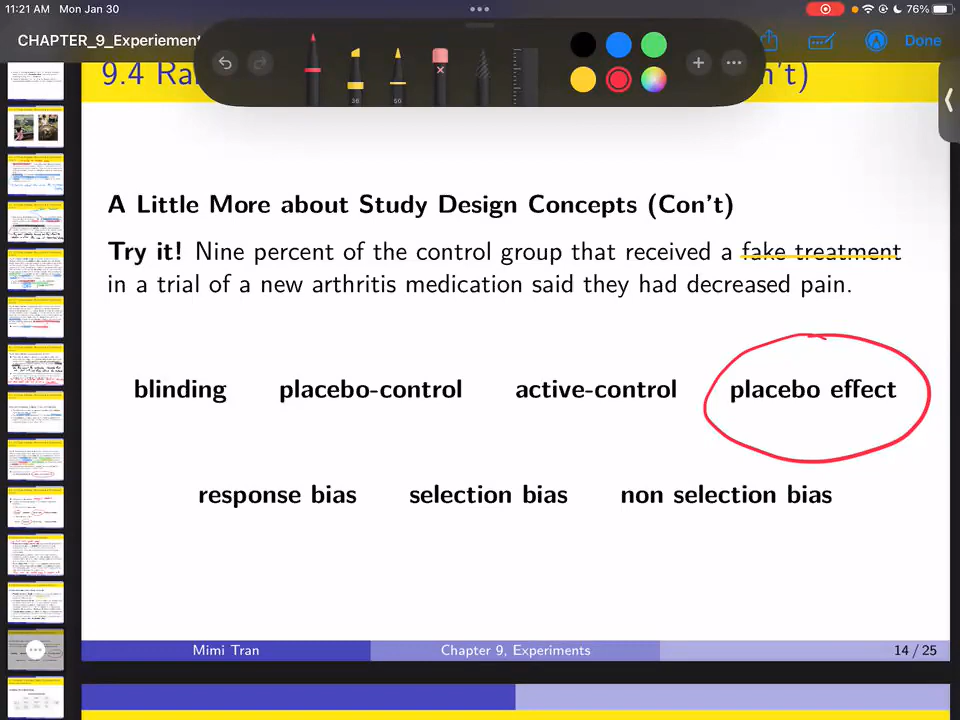 11:21 AM Mon Jan 30
76%
CHAPTER_9_Experiemen
Done
36
50
9.4 Ra
n't)
A Little More about Study Design Concepts (Con't)
Try it! Nine percent of the control group that received a fake treatment
in a trial of a new arthritis medication said they had decreased pain.
blinding placebo-control active-control placebo effect
response bias selection bias non selection bias
Mimi Tran Chapter 9, Experiments 14 / 25